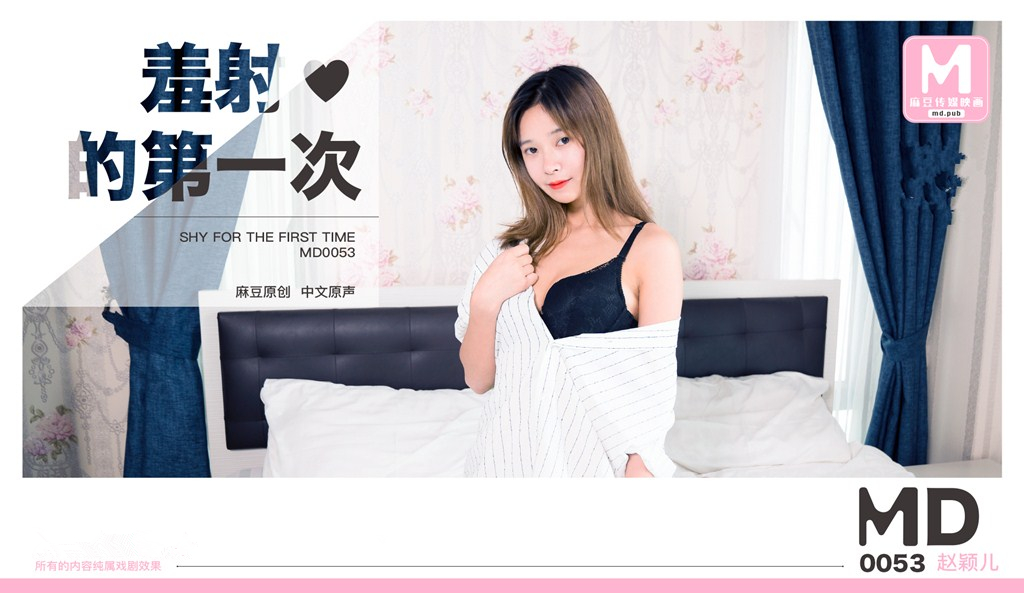 羞射
的第一次
SHY FOR THE FIRST TIME
MD0053
麻豆原创 中文原声
M
麻豆传媒映画
md.pub
MD
0053 赵颖儿
所有的内容纯属戏剧效果